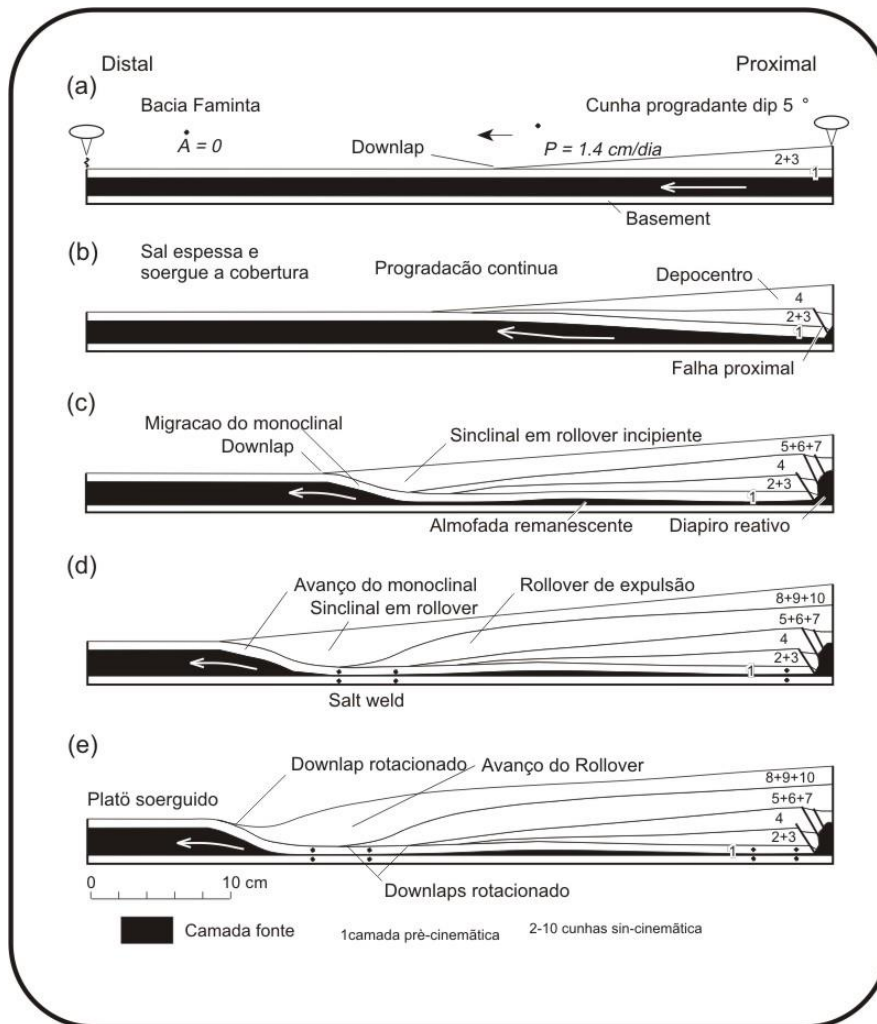 Distal
Proximal
(a)
Bacia Faminta
Cunha progradante dip 5 °
A = 0
Downlap
P = 1.4 cm/dia
2+3
1
Basement
(b)
Sal espessa e
soergue a cobertura
Progradacão continua
Depocentro
4
2+3
1
Falha proximal
(c)
Migracao do monoclinal
Downlap
Sinclinal em rollover incipiente
5+6+7
4
2+3
1
Almofada remanescente
Diapiro reativo
(d)
Avanço do monoclinal
Sinclinal em rollover
Rollover de expulsão
8+9+10
5+6+7
4
2+3
1
Salt weld
(e)
Downlap rotacionado
Avanço do Rollover
Platö soerguido
8+9+10
5+6+7
4
2+3
1
Downlaps rotacionado
0
10 cm
Camada fonte
1camada prè-cinemãtica
2-10 cunhas sin-cinemãtica